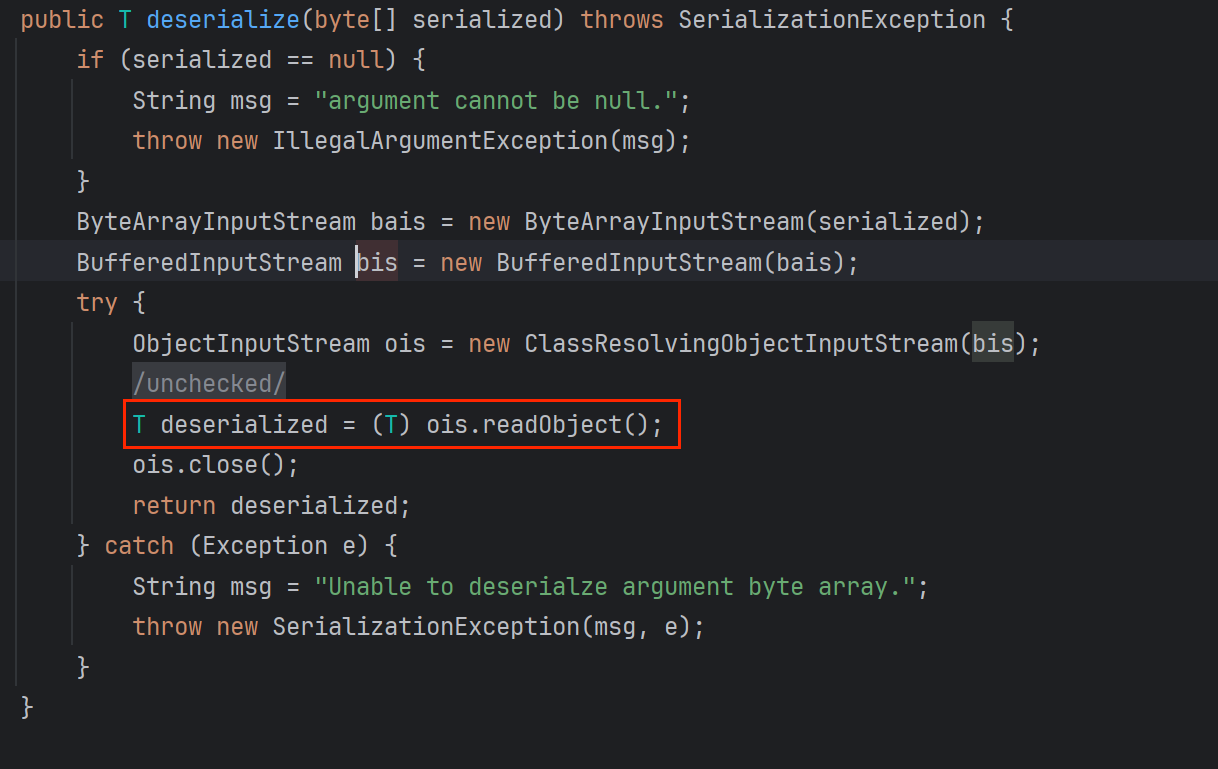 public T deserialize(byte[] serialized) throws SerializationException {
if (serialized == null) {
String msg = "argument cannot be null.";
throw new IllegalArgumentException(msg);
}
ByteArrayInputStream bais = new ByteArrayInputStream(serialized);
BufferedInputStream bis = new BufferedInputStream(bais);
try {
ObjectInputStream ois = new ClassResolvingObjectInputStream(bis);
/unchecked/
T deserialized = (T) ois.readObject();
ois.close();
return deserialized;
} catch (Exception e) {
String msg = "Unable to deserialze argument byte array.";
throw new SerializationException(msg, e);
}
}